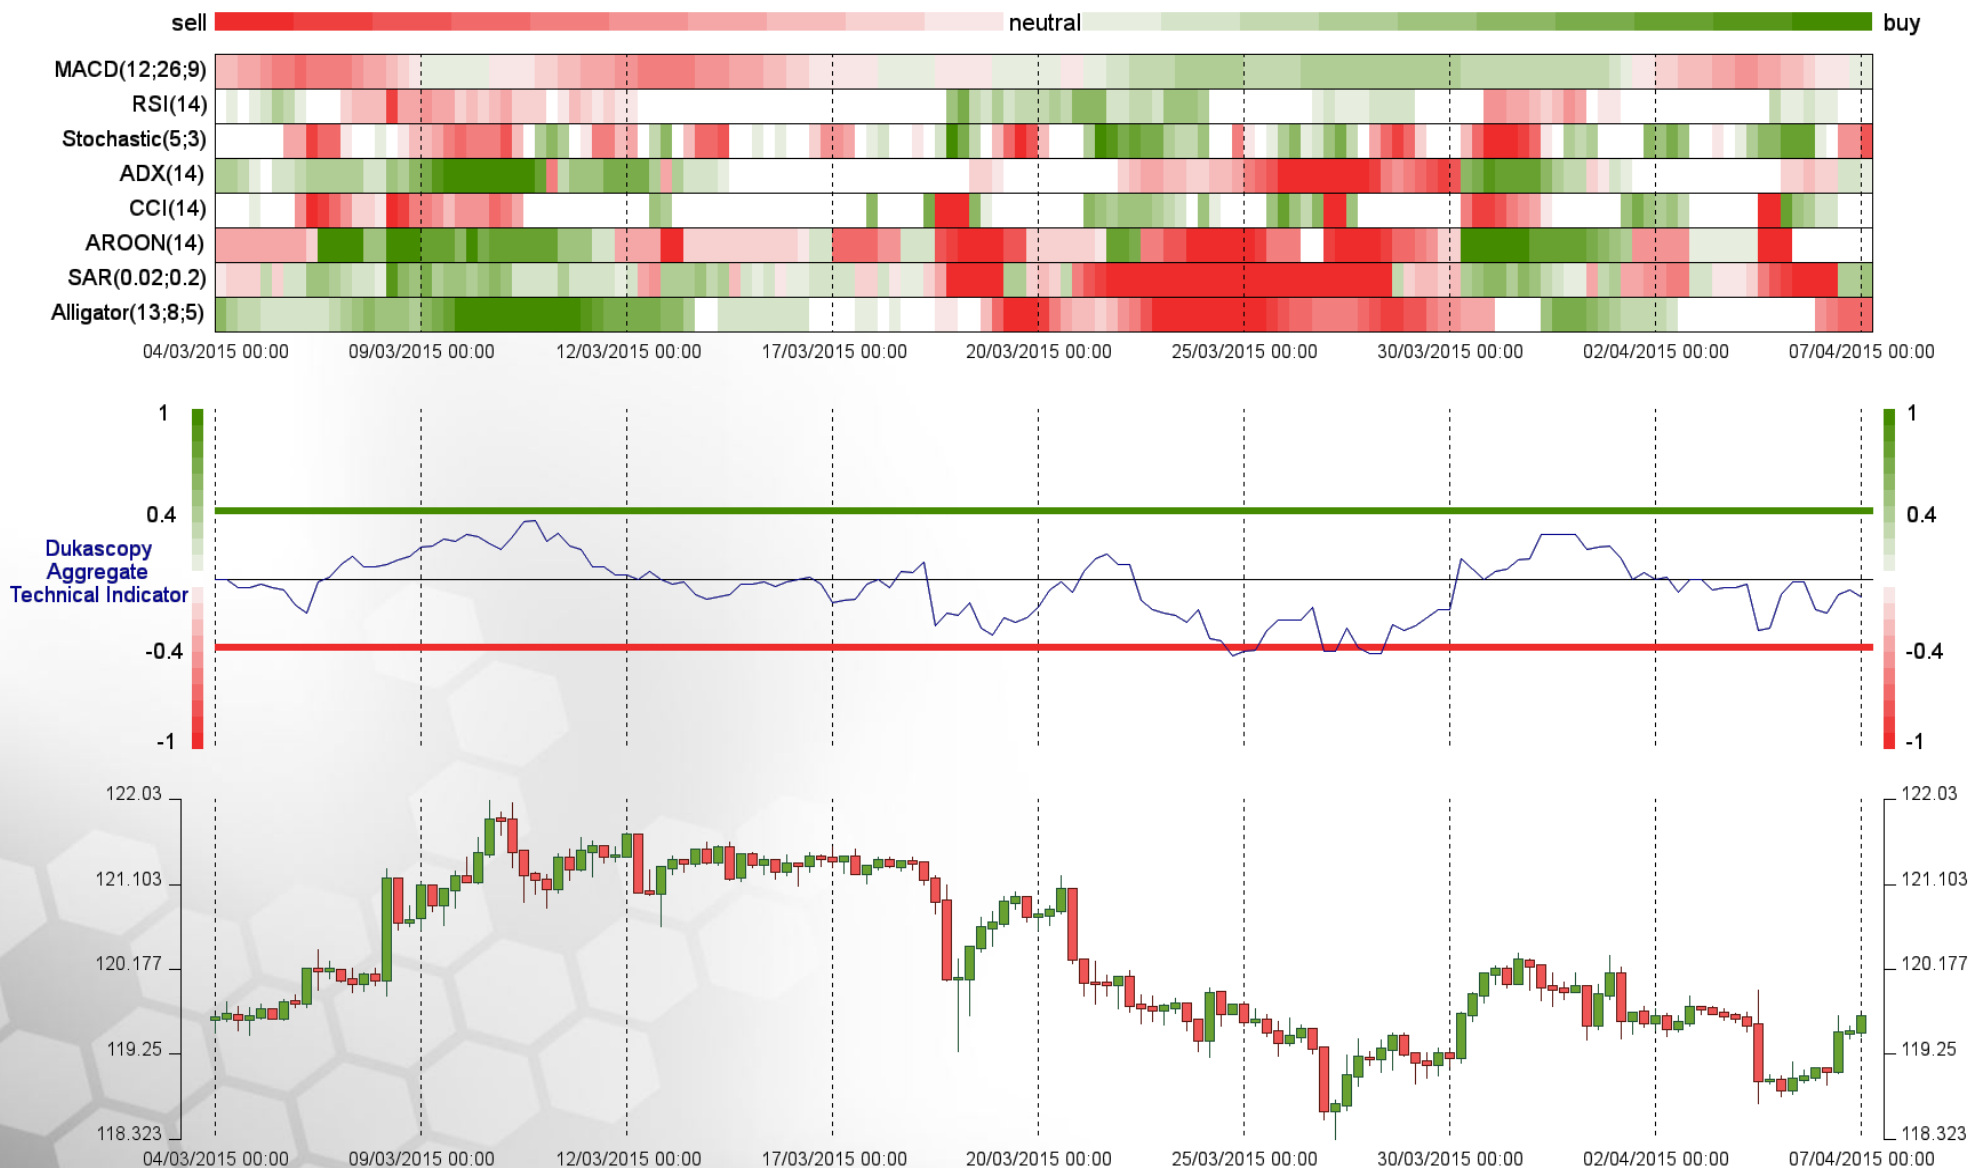 sell neutral buy
MACD(12;26;9)
RSI(14)
Stochastic(5;3)
ADX(14)
CCI(14)
AROON(14)
SAR(0.02;0.2)
Alligator(13;8;5)
04/03/2015 00:00 09/03/2015 00:00 12/03/2015 00:00 17/03/2015 00:00 20/03/2015 00:00 25/03/2015 00:00 30/03/2015 00:00 02/04/2015 00:00 07/04/2015 00:00
1 1
0.4 0.4
Dukascopy
Aggregate
Technical Indicator
-0.4 -0.4
-1 -1
122.03 122.03
121.103 121.103
120.177 120.177
119.25 119.25
118.323 118.323
04/03/2015 00:00 09/03/2015 00:00 12/03/2015 00:00 17/03/2015 00:00 20/03/2015 00:00 25/03/2015 00:00 30/03/2015 00:00 02/04/2015 00:00 07/04/2015 00:00